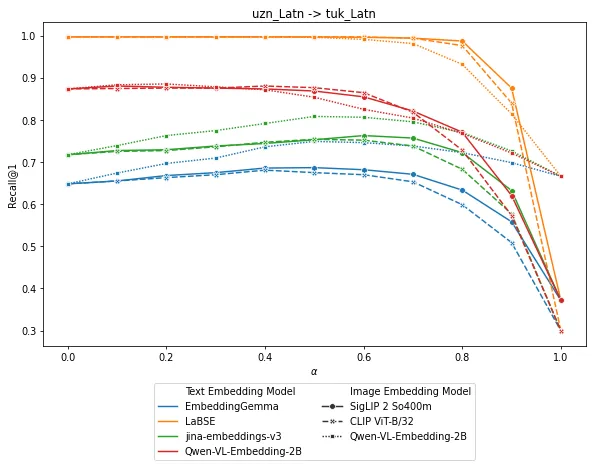 uzn_Latn -> tuk_Latn
Recall@1
1.0
0.9
0.8
0.7
0.6
0.5
0.4
0.3
0.0 0.2 0.4 0.6 0.8 1.0
α
Text Embedding Model
EmbeddingGemma
LaBSE
jina-embeddings-v3
Qwen-VL-Embedding-2B
Image Embedding Model
SigLIP 2 So400m
CLIP ViT-B/32
Qwen-VL-Embedding-2B